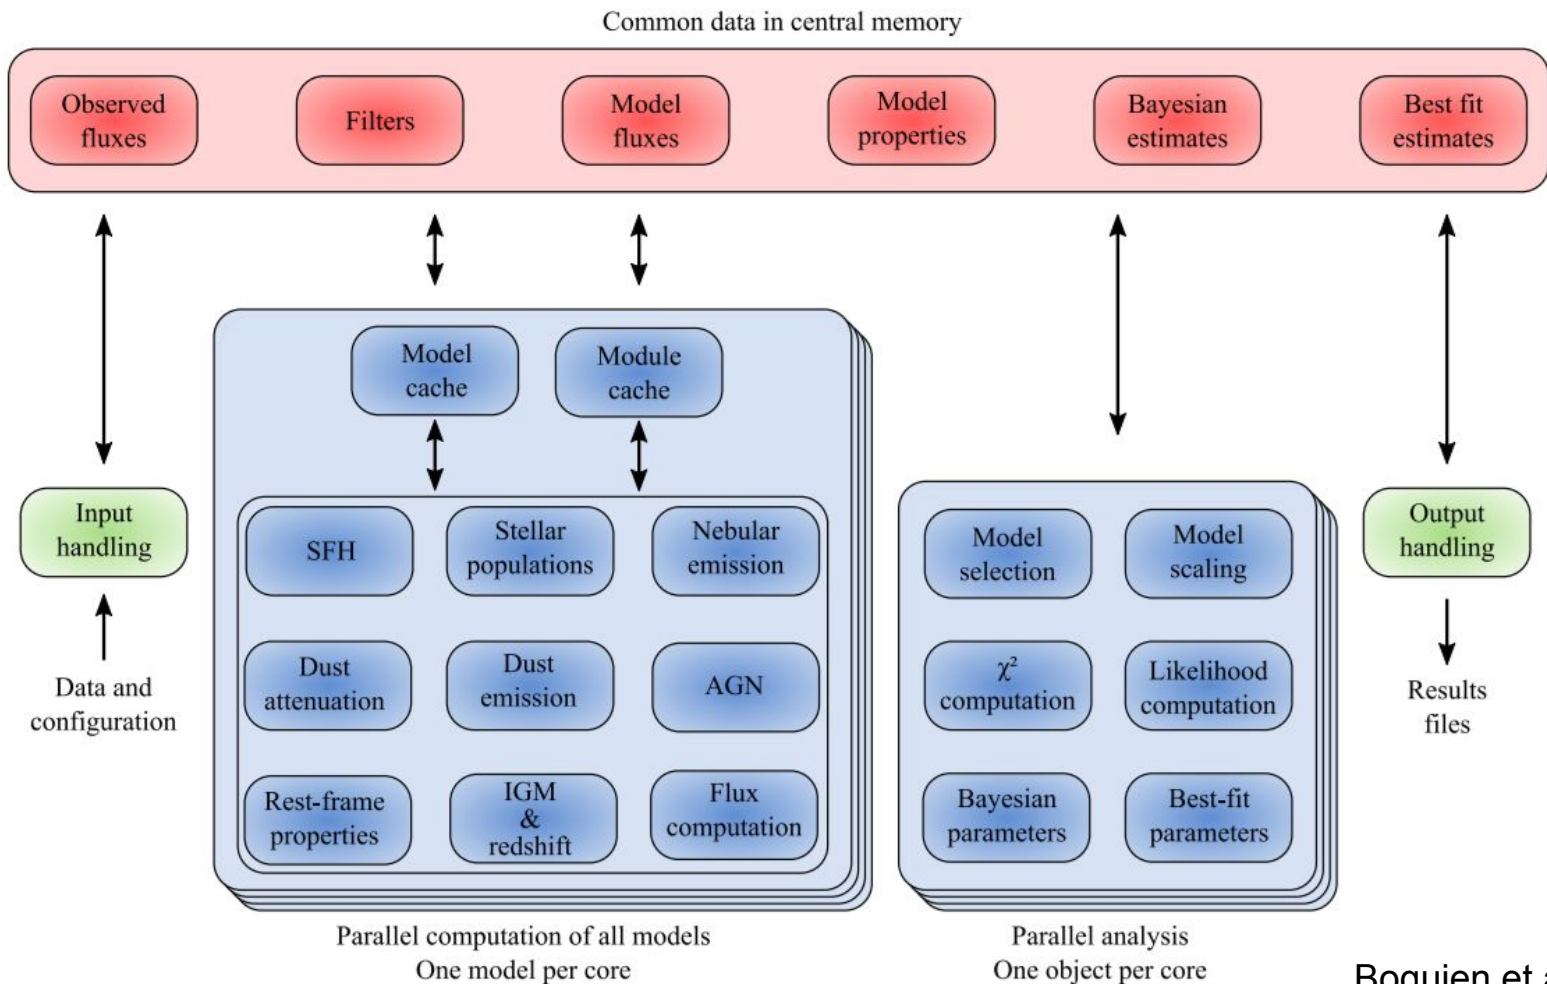 Common data in central memory
Observed
fluxes
Filters
Model
fluxes
Model
properties
Bayesian
estimates
Best fit
estimates
Model
cache
Module
cache
Input
handling
Data and
configuration
SFH
Stellar
populations
Nebular
emission
Dust
attenuation
Dust
emission
AGN
Rest-frame
properties
IGM
&
redshift
Flux
computation
Parallel computation of all models
One model per core
Model
selection
Model
scaling
χ²
computation
Likelihood
computation
Bayesian
parameters
Best-fit
parameters
Parallel analysis
One object per core
Output
handling
Results
files
Boquien et a